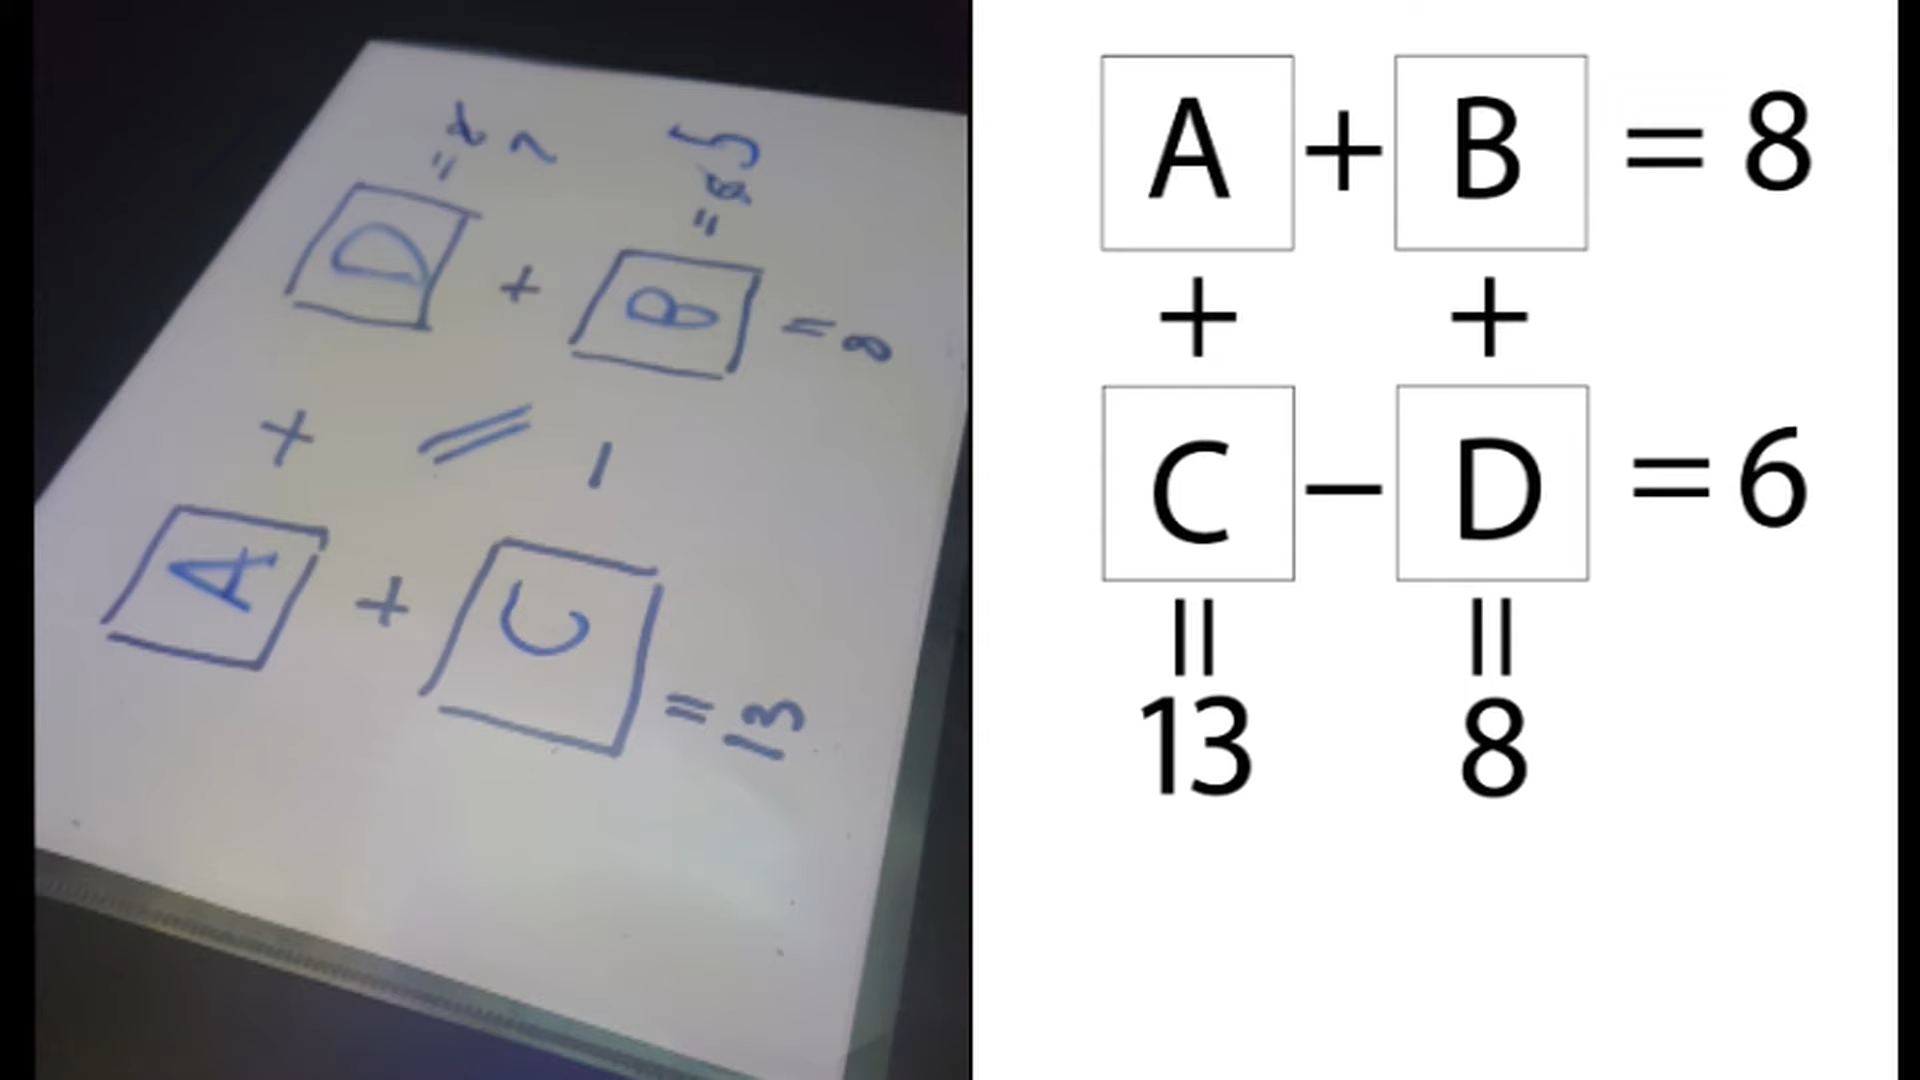 A + D =
+ = +
C - B =
= =
13 8
A + B = 8
+ +
C − D = 6
= =
13 8